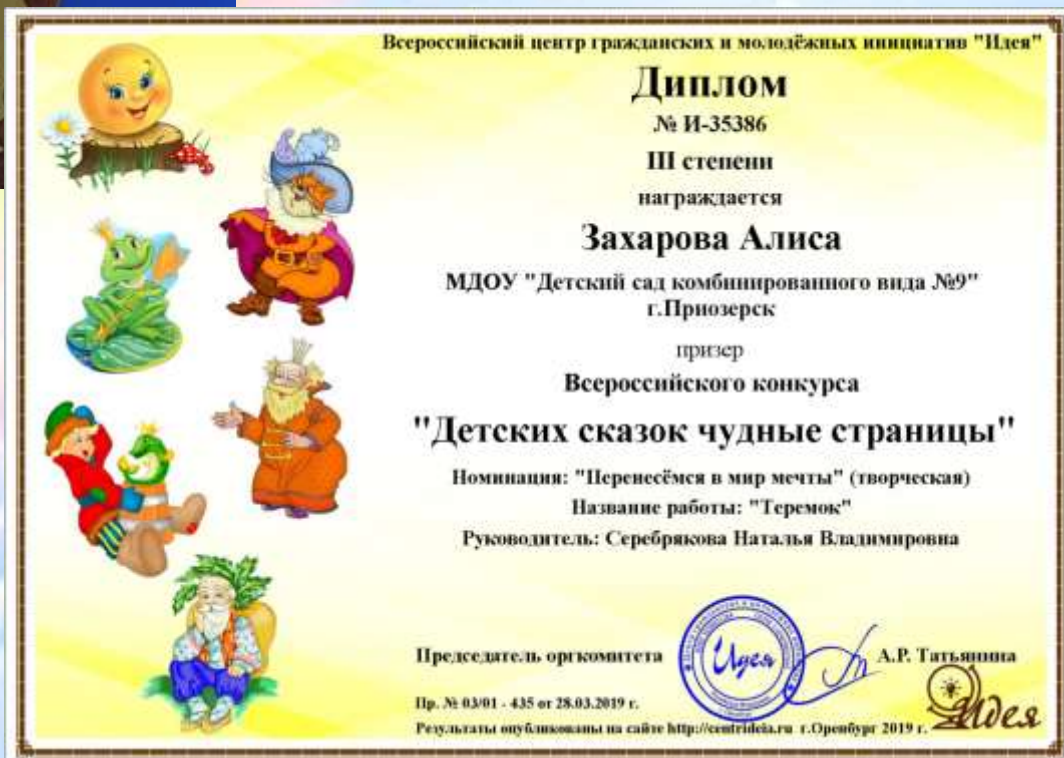 Всероссийский центр гражданских и молодёжных инициатив "Идея"
Диплом
№ И-35386
III степени
награждается
Захарова Алиса
МДОУ "Детский сад комбинированного вида №9"
г.Приозерск
призер
Всероссийского конкурса
"Детских сказок чудные страницы"
Номинация: "Перенесёмся в мир мечты" (творческая)
Название работы: "Теремок"
Руководитель: Серебрякова Наталья Владимировна
Идея
Председатель оргкомитета А.Р. Татьянина
Пр. № 03/01 - 435 от 28.03.2019 г.
Результаты опубликованы на сайте http://centrideia.ru г.Оренбург 2019 г.
Идея